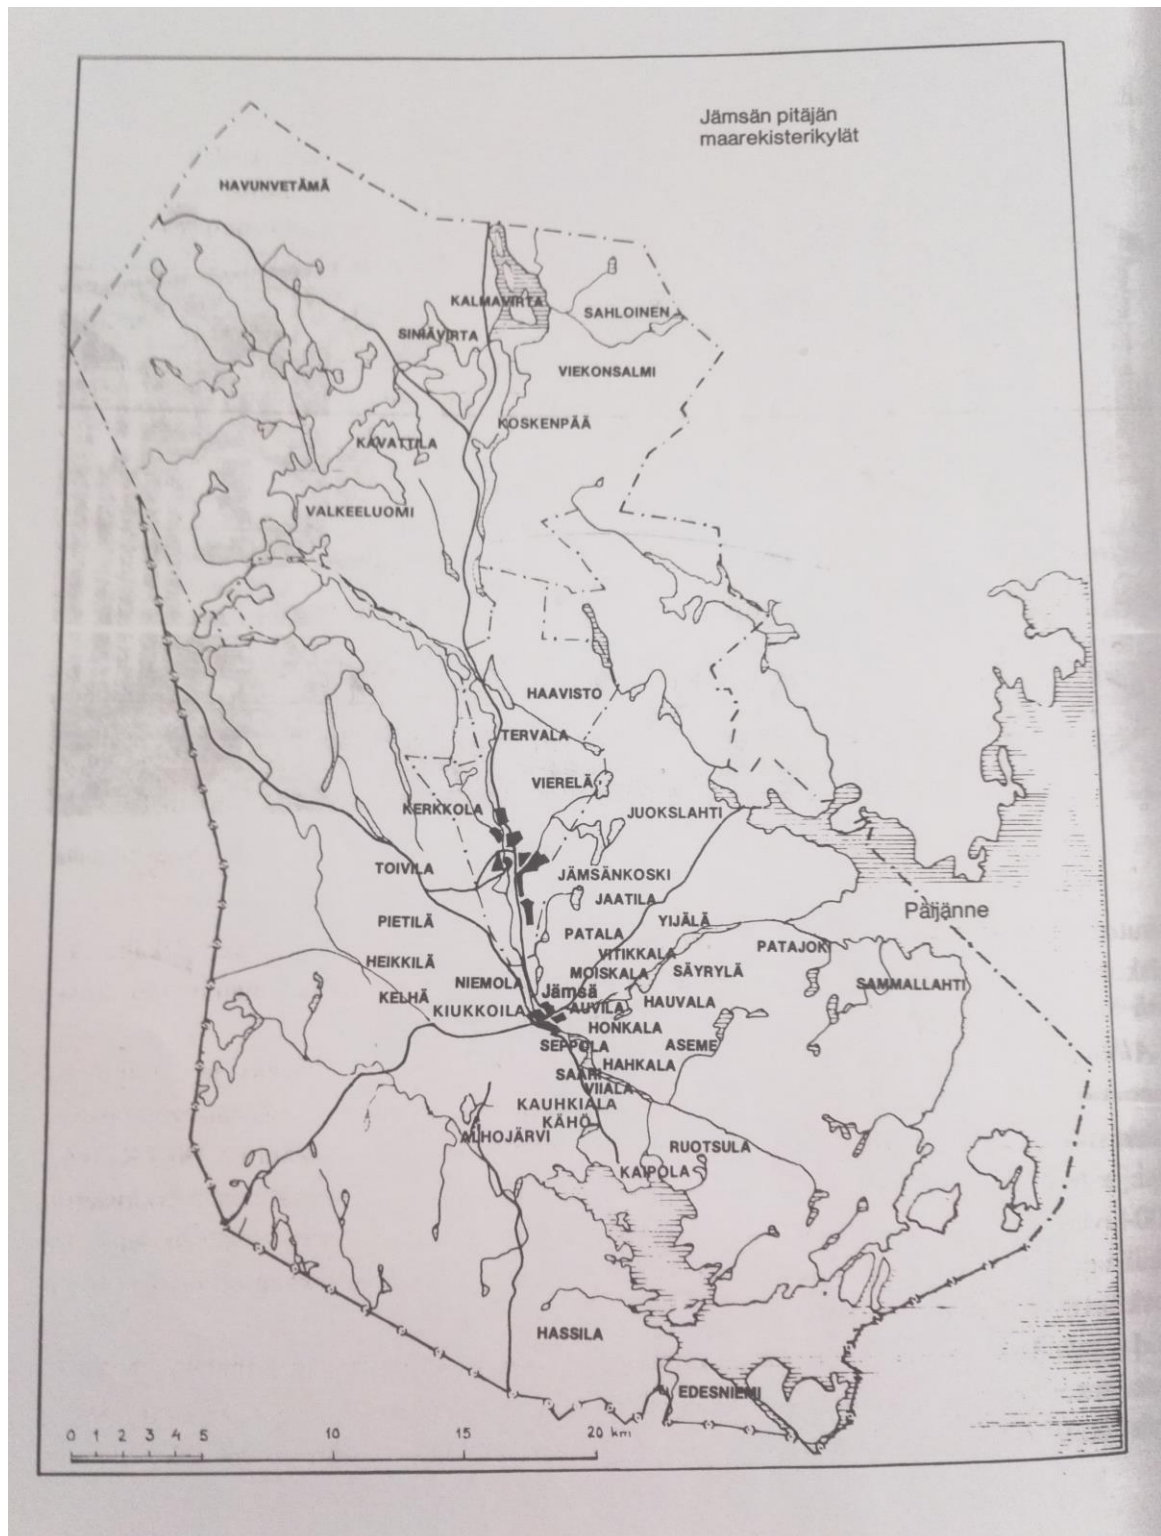 Jämsän pitäjän
maarekisterikylät
HAVUNVETÄMÄ
KALMAVIRTA
SAHLOINEN
SINIÄVIRTA
VIEKONSALMI
KOSKENPÄÄ
KAVATTILA
VALKEELUOMI
HAAVISTO
TERVALA
VIERELÄ
KERKKOLA
JUOKSLAHTI
TOIVILA
JÄMSÄNKOSKI
JAATILA
Päijänne
PIETILÄ
YIJÄLÄ
PATALA
PATAJOKI
VITIKKALA
HEIKKILÄ
MOISKALA
SÄYRYLÄ
NIEMOLA
SAMMALLAHTI
Jämsä
KELHÄ
HAUVALA
KIUKKOILA
AUVILA
HONKALA
SEPPOLA
ASEME
HAHKALA
SAARI
VIIALA
KAUHKIALA
KÄHÖ
ALHOJÄRVI
RUOTSULA
KAIPOLA
HASSILA
EDESNIEMI
0 1 2 3 4 5 10 15 20 km